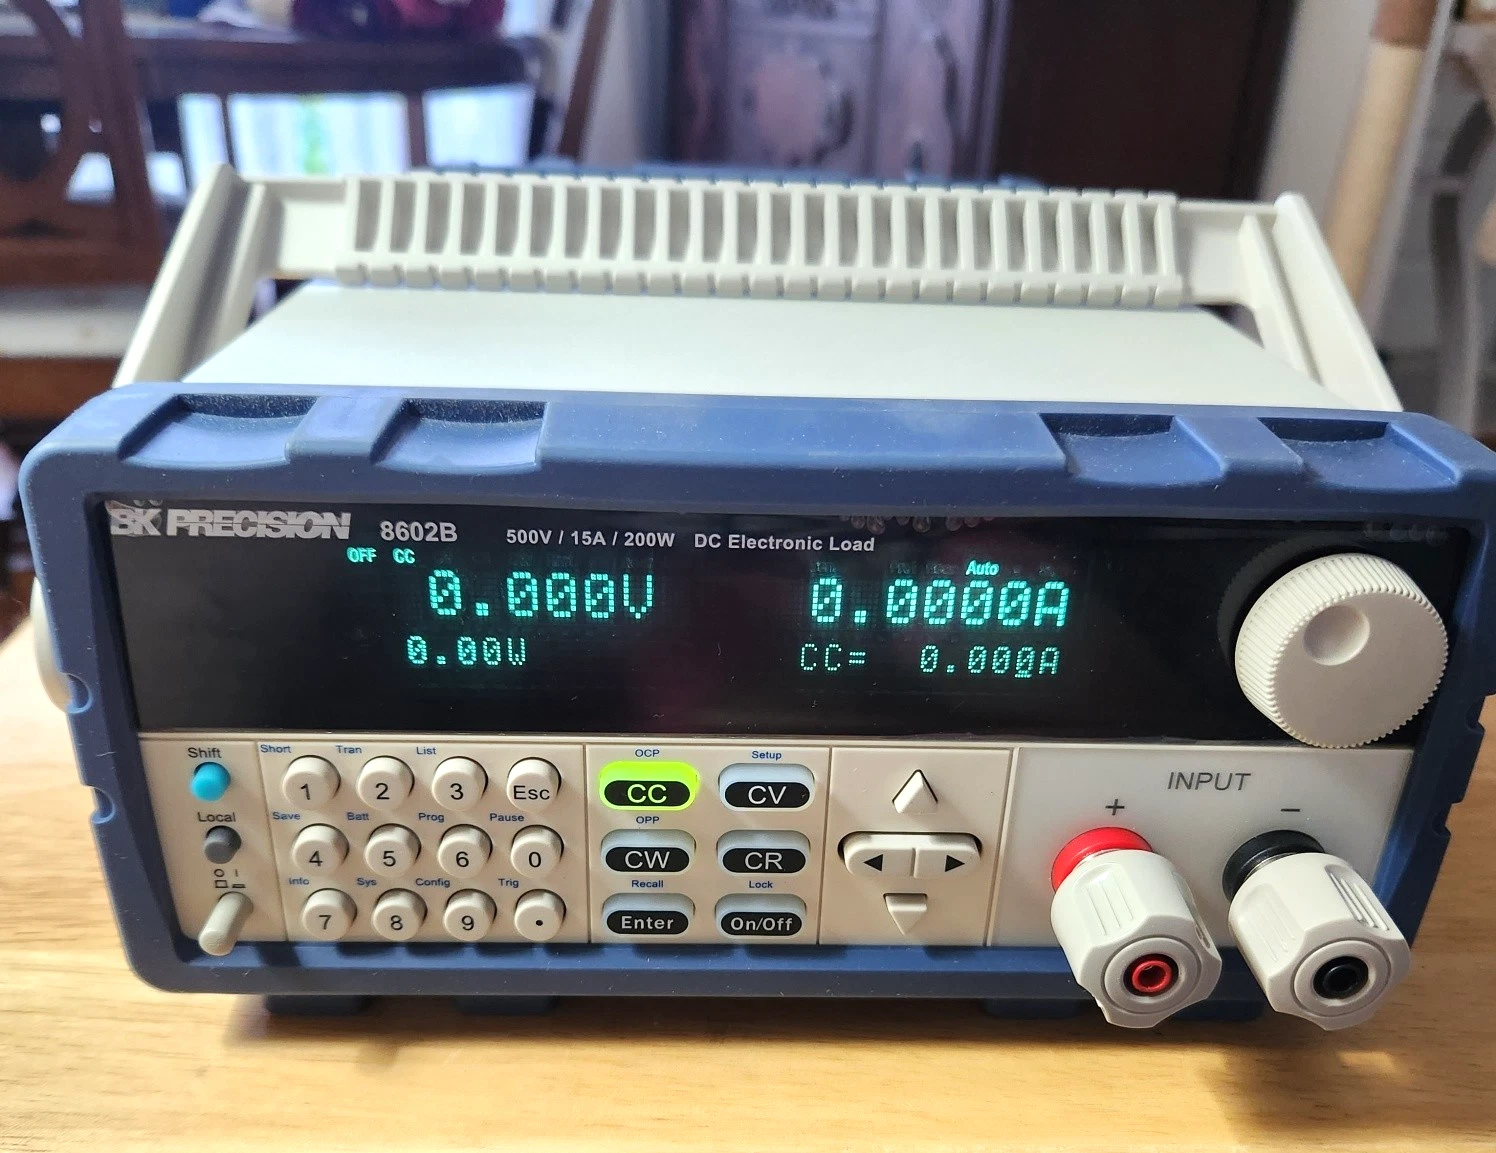 BK PRECISION 8602B 500V / 15A / 200W DC Electronic Load
OFF CC Auto
0.000V 0.0000A
0.00W CC= 0.000A
Shift Short Tran List OCP Setup
1 2 3 Esc CC CV
Local Save Batt Prog Pause OPP
4 5 6 0 CW CR
Info Sys Config Trig Recall Lock
7 8 9 . Enter On/Off
INPUT
+ −